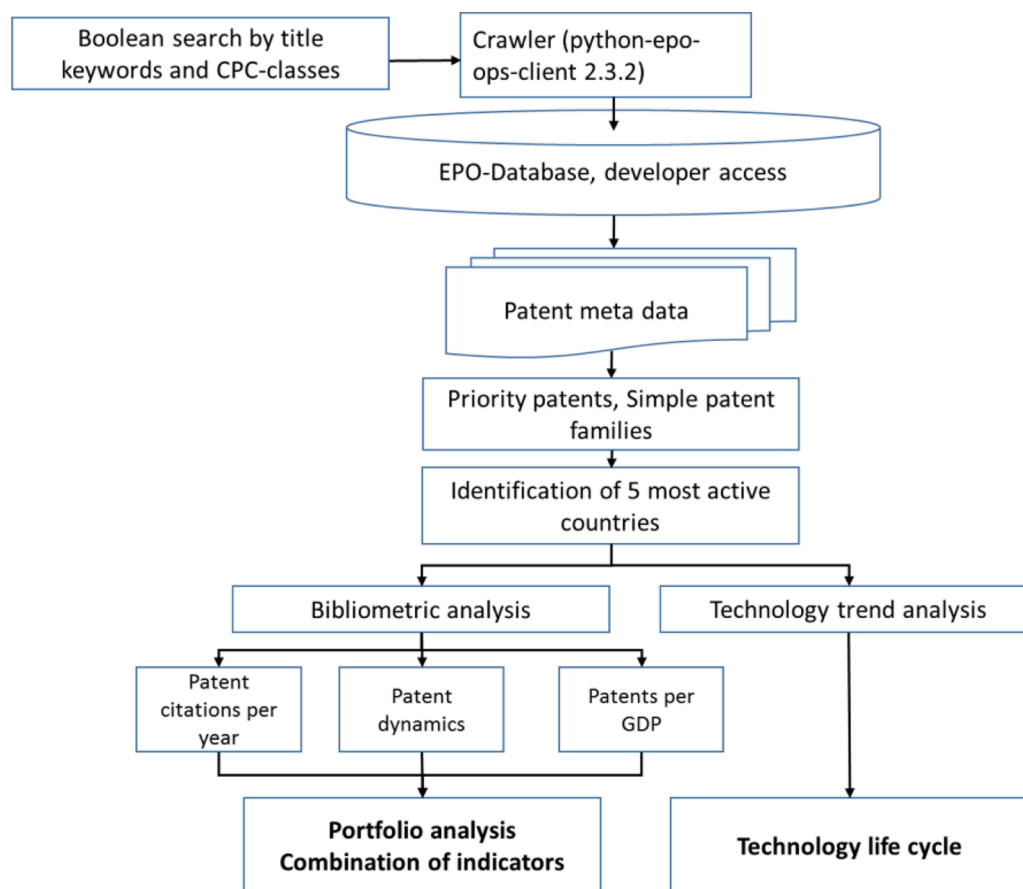 Boolean search by title
keywords and CPC-classes
Crawler (python-epo-
ops-client 2.3.2)
EPO-Database, developer access
Patent meta data
Priority patents, Simple patent
families
Identification of 5 most active
countries
Bibliometric analysis
Technology trend analysis
Patent
citations per
year
Patent
dynamics
Patents per
GDP
Portfolio analysis
Combination of indicators
Technology life cycle